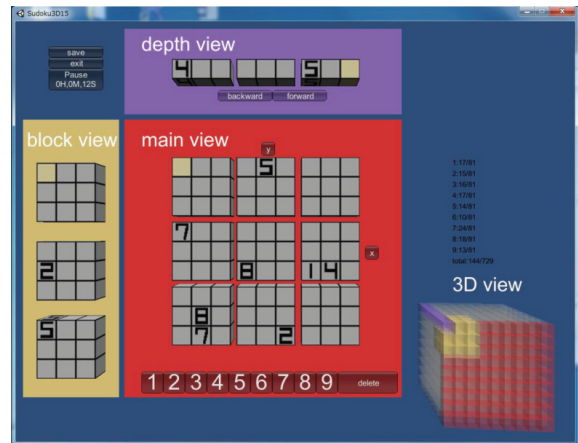 Sudoku3D15
save
exit
Pause
0H,0M,12S
depth view
4 5
backward forward
block view
2
5
main view
y
5
7
x
8 1 4
8
7 2
1 2 3 4 5 6 7 8 9 delete
1:17/81
2:15/81
3:16/81
4:17/81
5:14/81
6:10/81
7:24/81
8:18/81
9:13/81
total:144/729
3D view